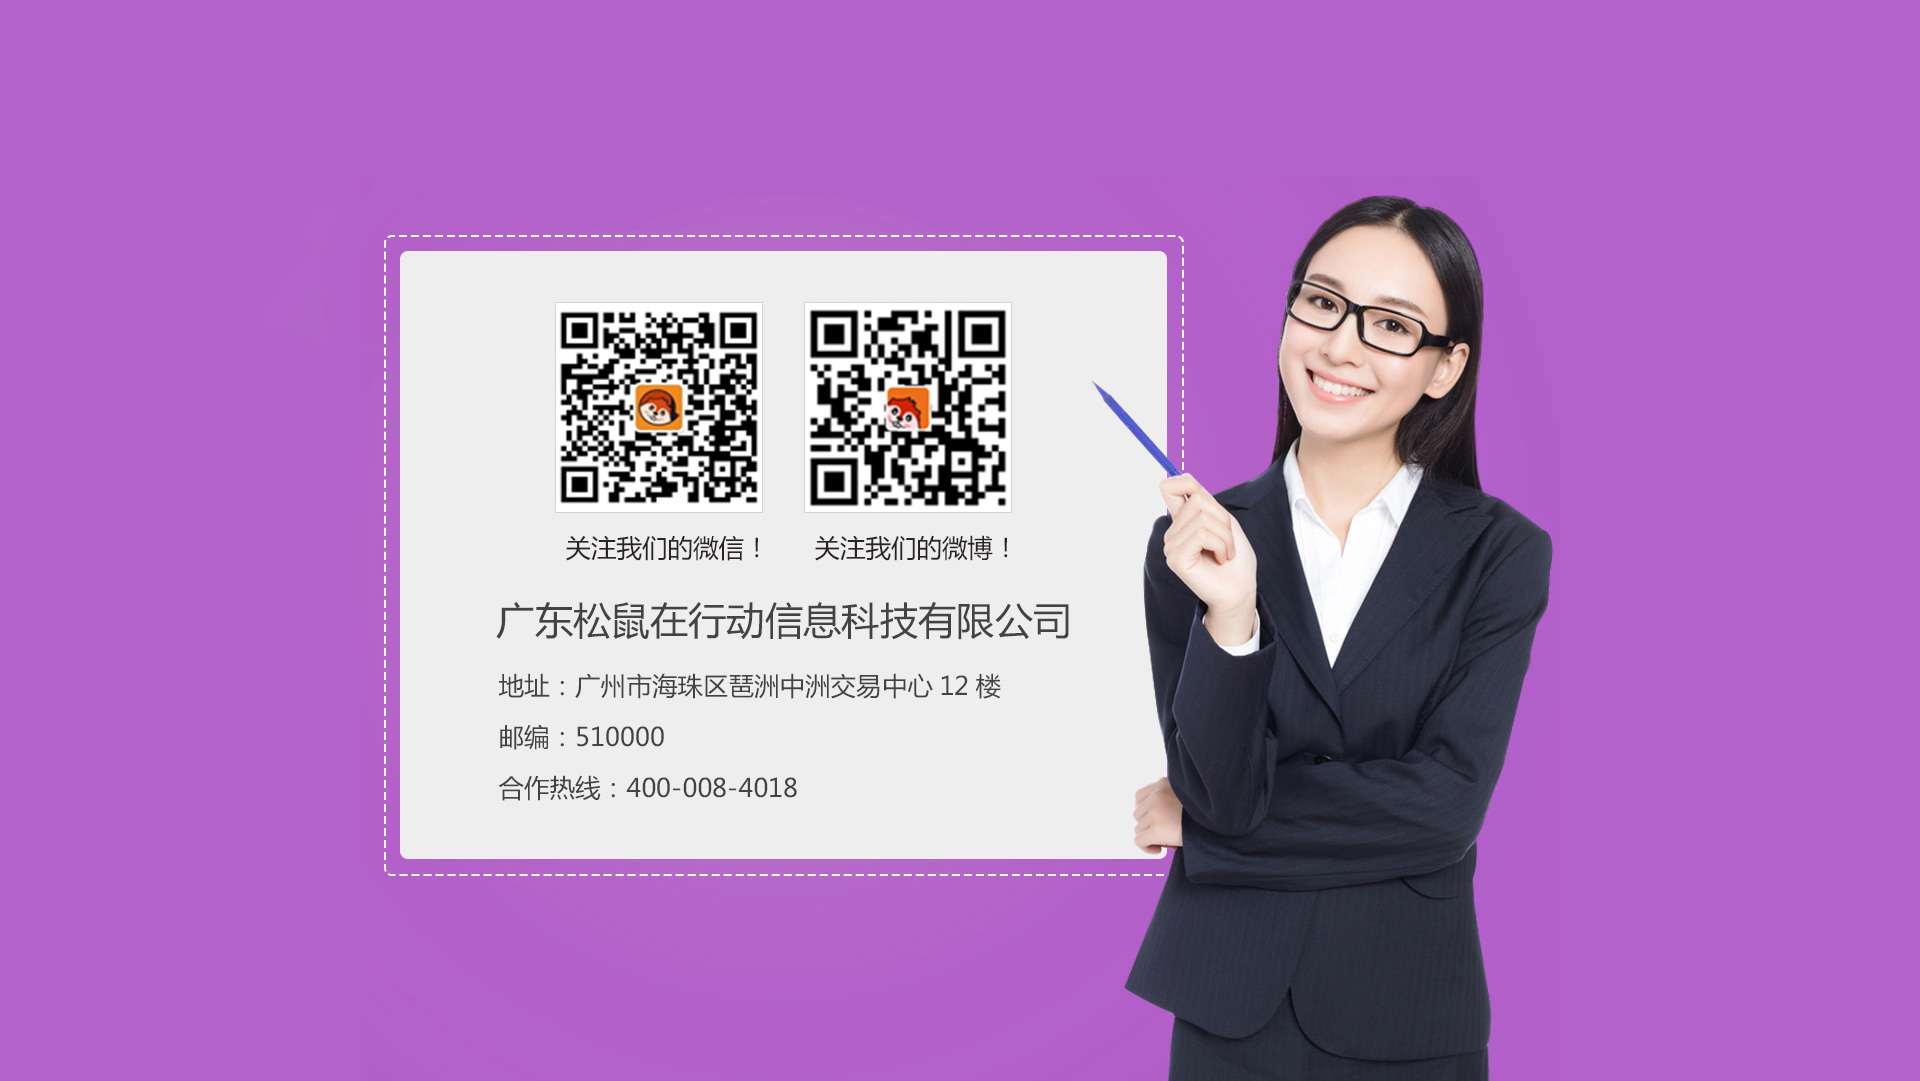 关注我们的微信！
关注我们的微博！
广东松鼠在行动信息科技有限公司
地址：广州市海珠区琶洲中洲交易中心 12 楼
邮编：510000
合作热线：400-008-4018